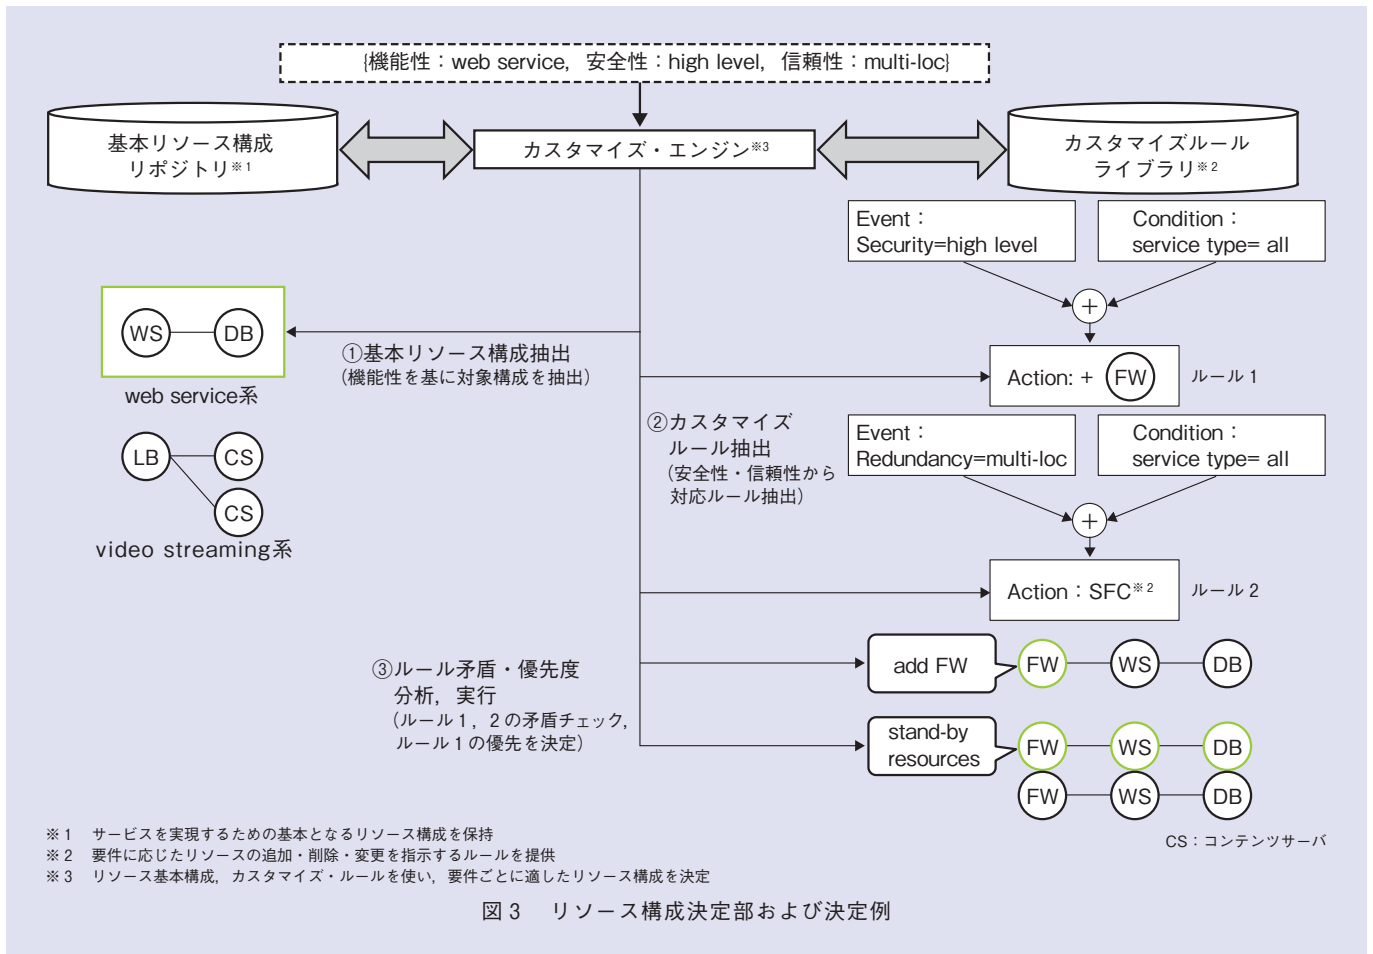 {機能性：web service，安全性：high level，信頼性：multi-loc}
基本リソース構成
リポジトリ※1
カスタマイズ・エンジン※3
カスタマイズルール
ライブラリ※2
Event：
Security=high level
Condition：
service type= all
+
Action: + FW
ルール1
WS
DB
web service系
①基本リソース構成抽出
(機能性を基に対象構成を抽出)
LB
CS
CS
video streaming系
②カスタマイズ
ルール抽出
(安全性・信頼性から
対応ルール抽出)
Event：
Redundancy=multi-loc
Condition：
service type= all
+
Action：SFC※2
ルール2
③ルール矛盾・優先度
分析，実行
(ルール1，2の矛盾チェック，
ルール1の優先を決定)
add FW
FW
WS
DB
stand-by
resources
FW
WS
DB
FW
WS
DB
※1 サービスを実現するための基本となるリソース構成を保持
※2 要件に応じたリソースの追加・削除・変更を指示するルールを提供
※3 リソース基本構成，カスタマイズ・ルールを使い，要件ごとに適したリソース構成を決定
CS：コンテンツサーバ
図3 リソース構成決定部および決定例